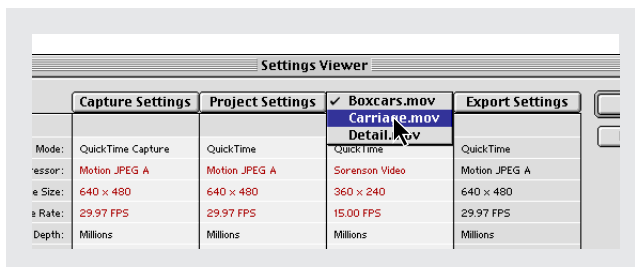 Settings Viewer
Capture Settings Project Settings ✓ Boxcars.mov Export Settings
Carriage.mov
Detail.mov
Mode: QuickTime Capture QuickTime QuickTime QuickTime
ressor: Motion JPEG A Motion JPEG A Sorenson Video Motion JPEG A
e Size: 640 × 480 640 × 480 360 × 240 640 × 480
e Rate: 29.97 FPS 29.97 FPS 15.00 FPS 29.97 FPS
Depth: Millions Millions Millions Millions